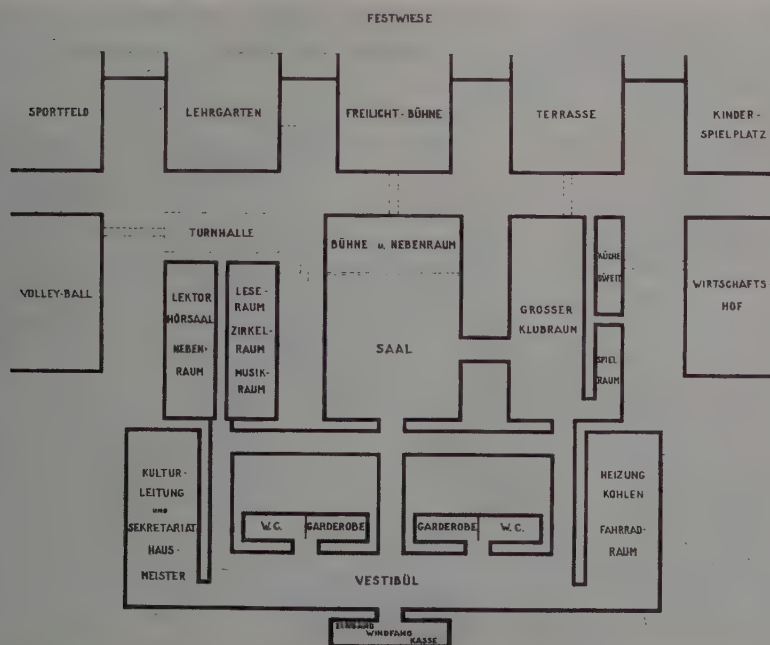 FESTWIESE
SPORTFELD
LEHRGARTEN
FREILICHT-BÜHNE
TERRASSE
KINDER-
SPIELPLATZ
TURNHALLE
BÜHNE u. NEBENRAUM
VOLLEY-BALL
LEKTOR
HÖRSAAL
NEBEN-
RAUM
LESE-
RAUM
ZIRKEL-
RAUM
MUSIK-
RAUM
SAAL
GROSSER
KLUBRAUM
KÜCHE
BÜFETT
SPIEL
RAUM
WIRTSCHAFTS
HOF
KULTUR-
LEITUNG
und
SEKRETARIAT
HAUS-
MEISTER
W.C.
GARDEROBE
GARDEROBE
W.C.
HEIZUNG
KOHLEN
FAHRRAD-
RAUM
VESTIBÜL
WINDFANG
KASSE